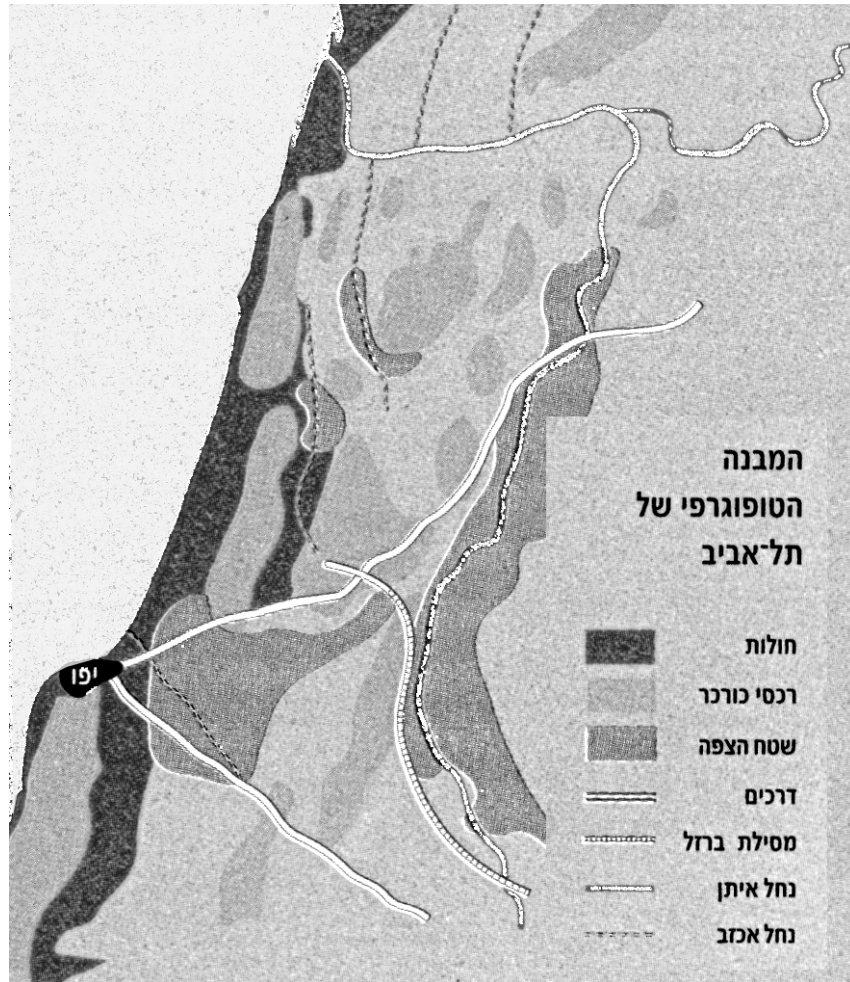 המבנה
הטופוגרפי של
תל־אביב
חולות
רכסי כורכר
שטח הצפה
דרכים
מסילת ברזל
נחל איתן
נחל אכזב
יפו